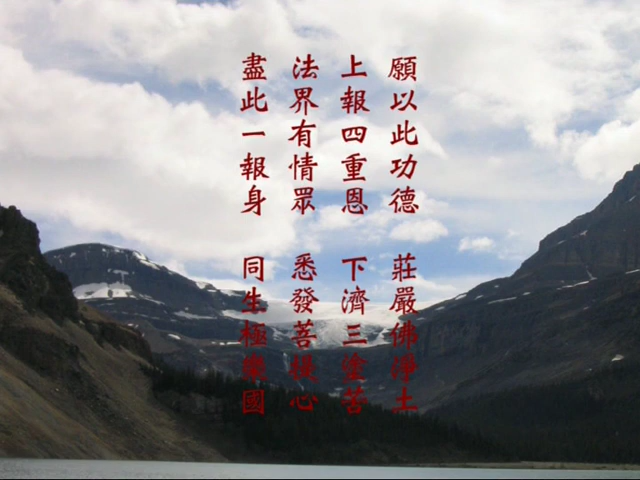 願以此功德 莊嚴佛淨土
上報四重恩 下濟三塗苦
法界有情眾 悉發菩提心
盡此一報身 同生極樂國